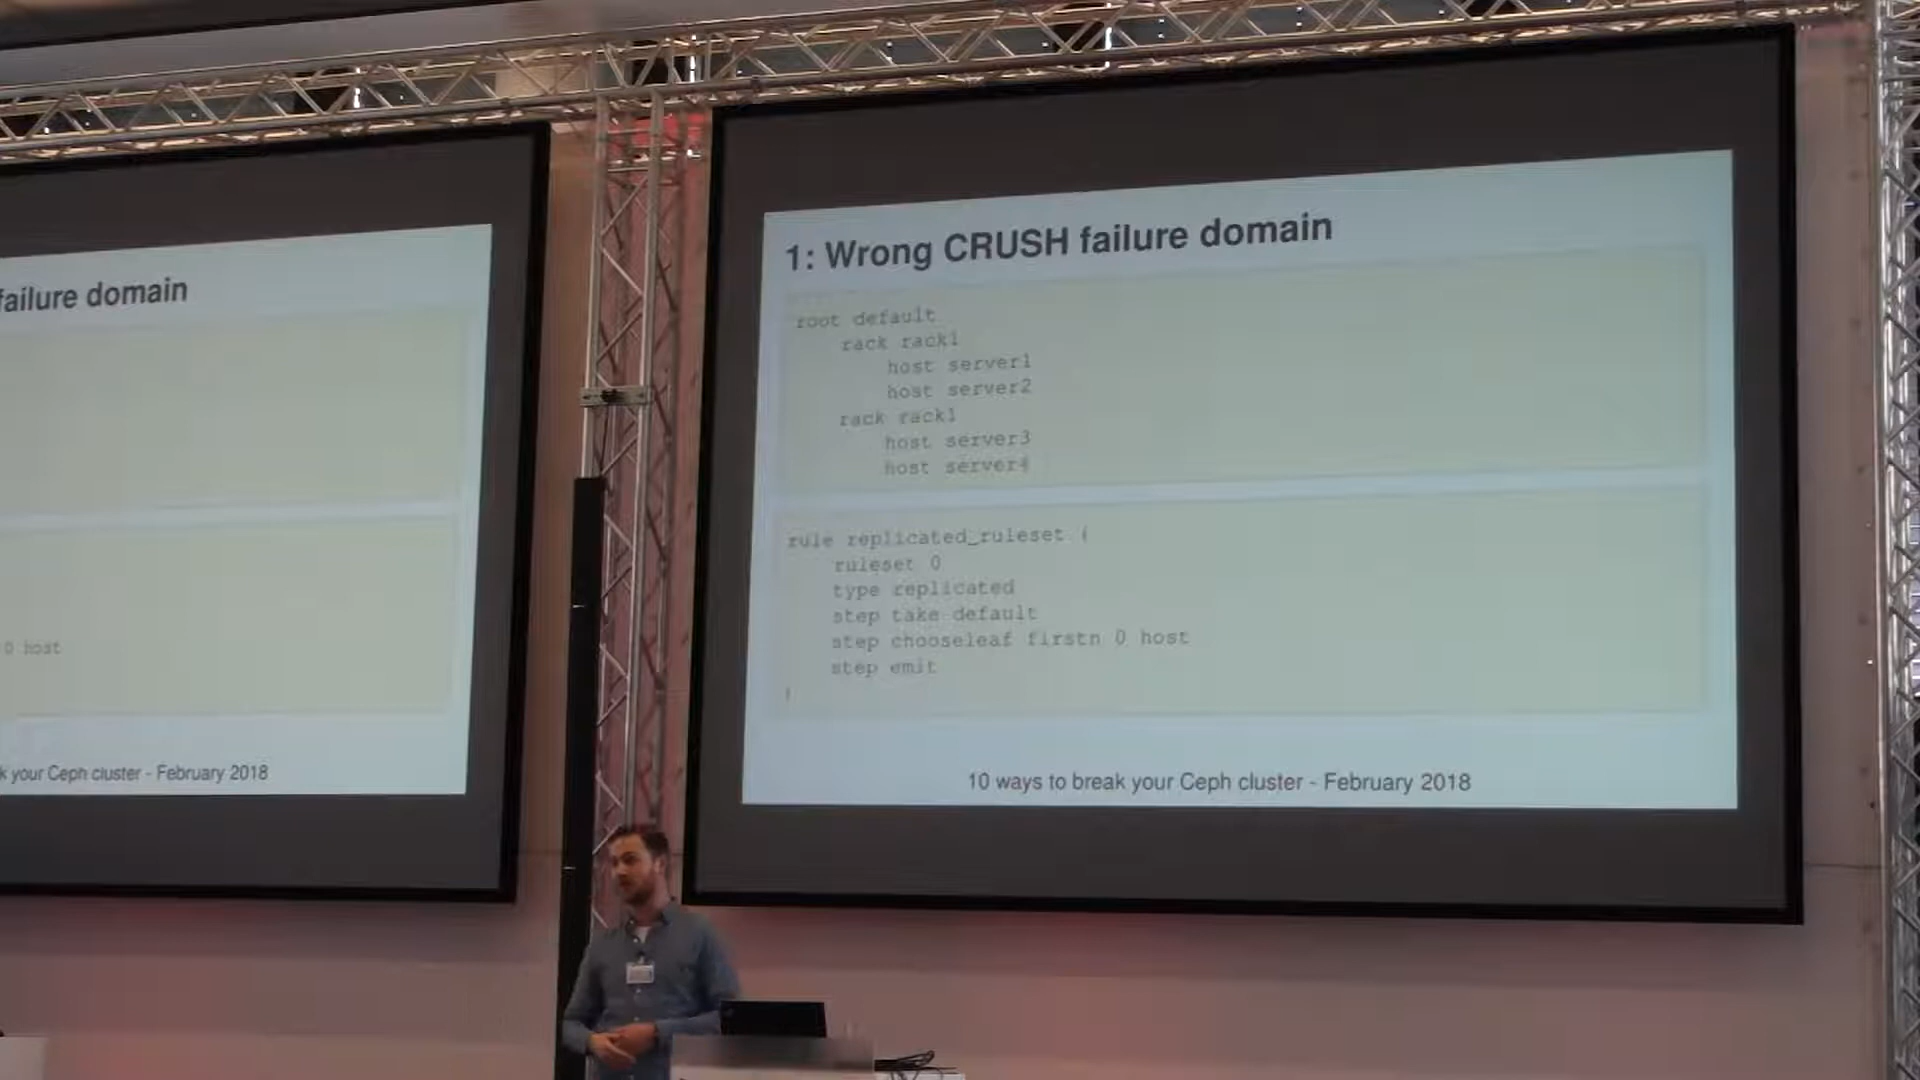 failure domain
0 host
k your Ceph cluster - February 2018
1: Wrong CRUSH failure domain
root default
rack rack1
host server1
host server2
rack rack1
host server3
host server4
rule replicated_ruleset {
ruleset 0
type replicated
step take default
step chooseleaf firstn 0 host
step emit
}
10 ways to break your Ceph cluster - February 2018